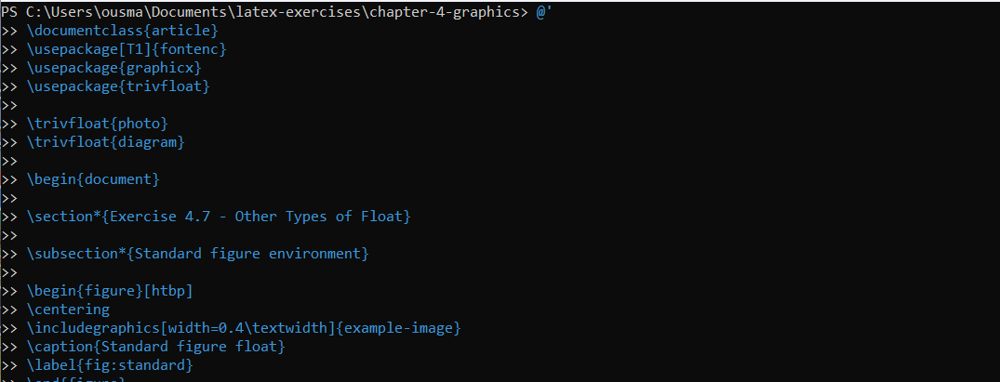 PS C:\Users\ousma\Documents\latex-exercises\chapter-4-graphics> @'
>> \documentclass{article}
>> \usepackage[T1]{fontenc}
>> \usepackage{graphicx}
>> \usepackage{trivfloat}
>>
>> \trivfloat{photo}
>> \trivfloat{diagram}
>>
>> \begin{document}
>>
>> \section*{Exercise 4.7 - Other Types of Float}
>>
>> \subsection*{Standard figure environment}
>>
>> \begin{figure}[htbp]
>> \centering
>> \includegraphics[width=0.4\textwidth]{example-image}
>> \caption{Standard figure float}
>> \label{fig:standard}
>> \end{figure}